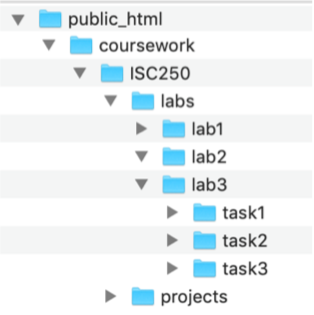 public_html
coursework
ISC250
labs
lab1
lab2
lab3
task1
task2
task3
projects